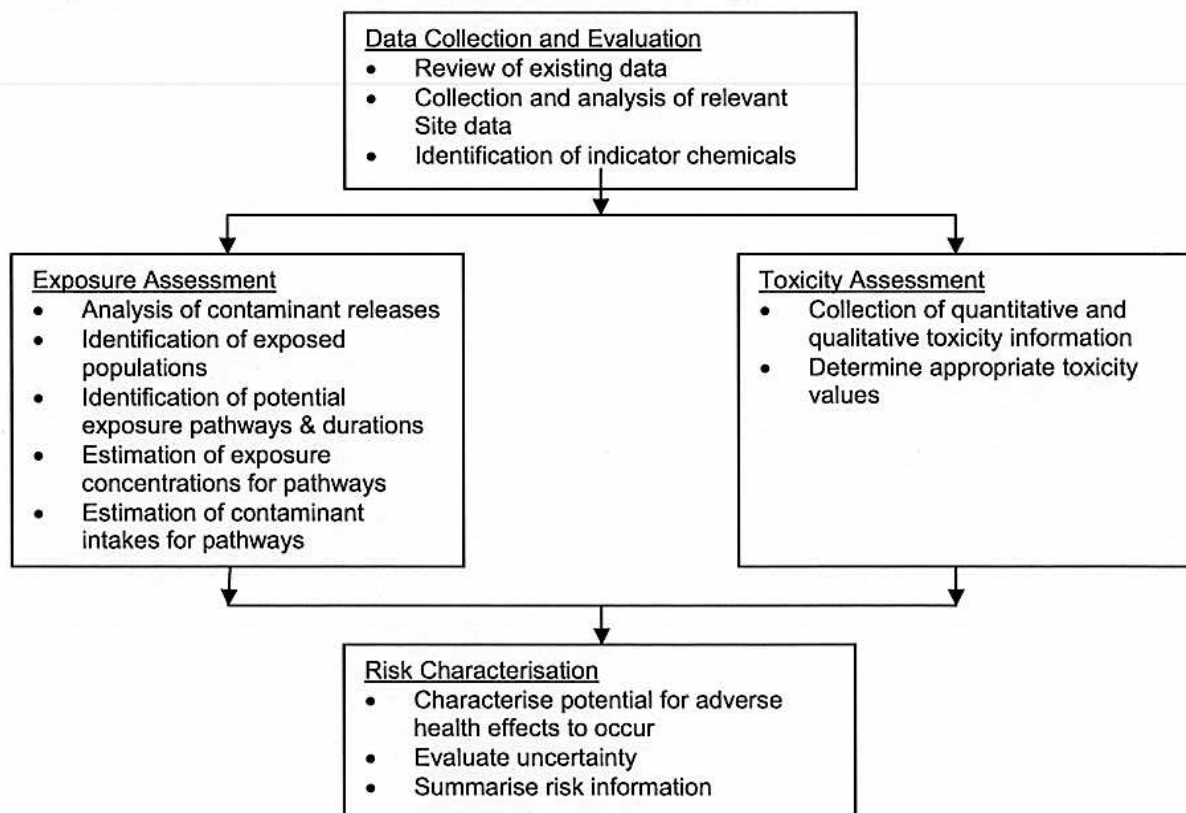 Data Collection and Evaluation
• Review of existing data
• Collection and analysis of relevant
Site data
• Identification of indicator chemicals
Exposure Assessment
• Analysis of contaminant releases
• Identification of exposed
populations
• Identification of potential
exposure pathways & durations
• Estimation of exposure
concentrations for pathways
• Estimation of contaminant
intakes for pathways
Toxicity Assessment
• Collection of quantitative and
qualitative toxicity information
• Determine appropriate toxicity
values
Risk Characterisation
• Characterise potential for adverse
health effects to occur
• Evaluate uncertainty
• Summarise risk information